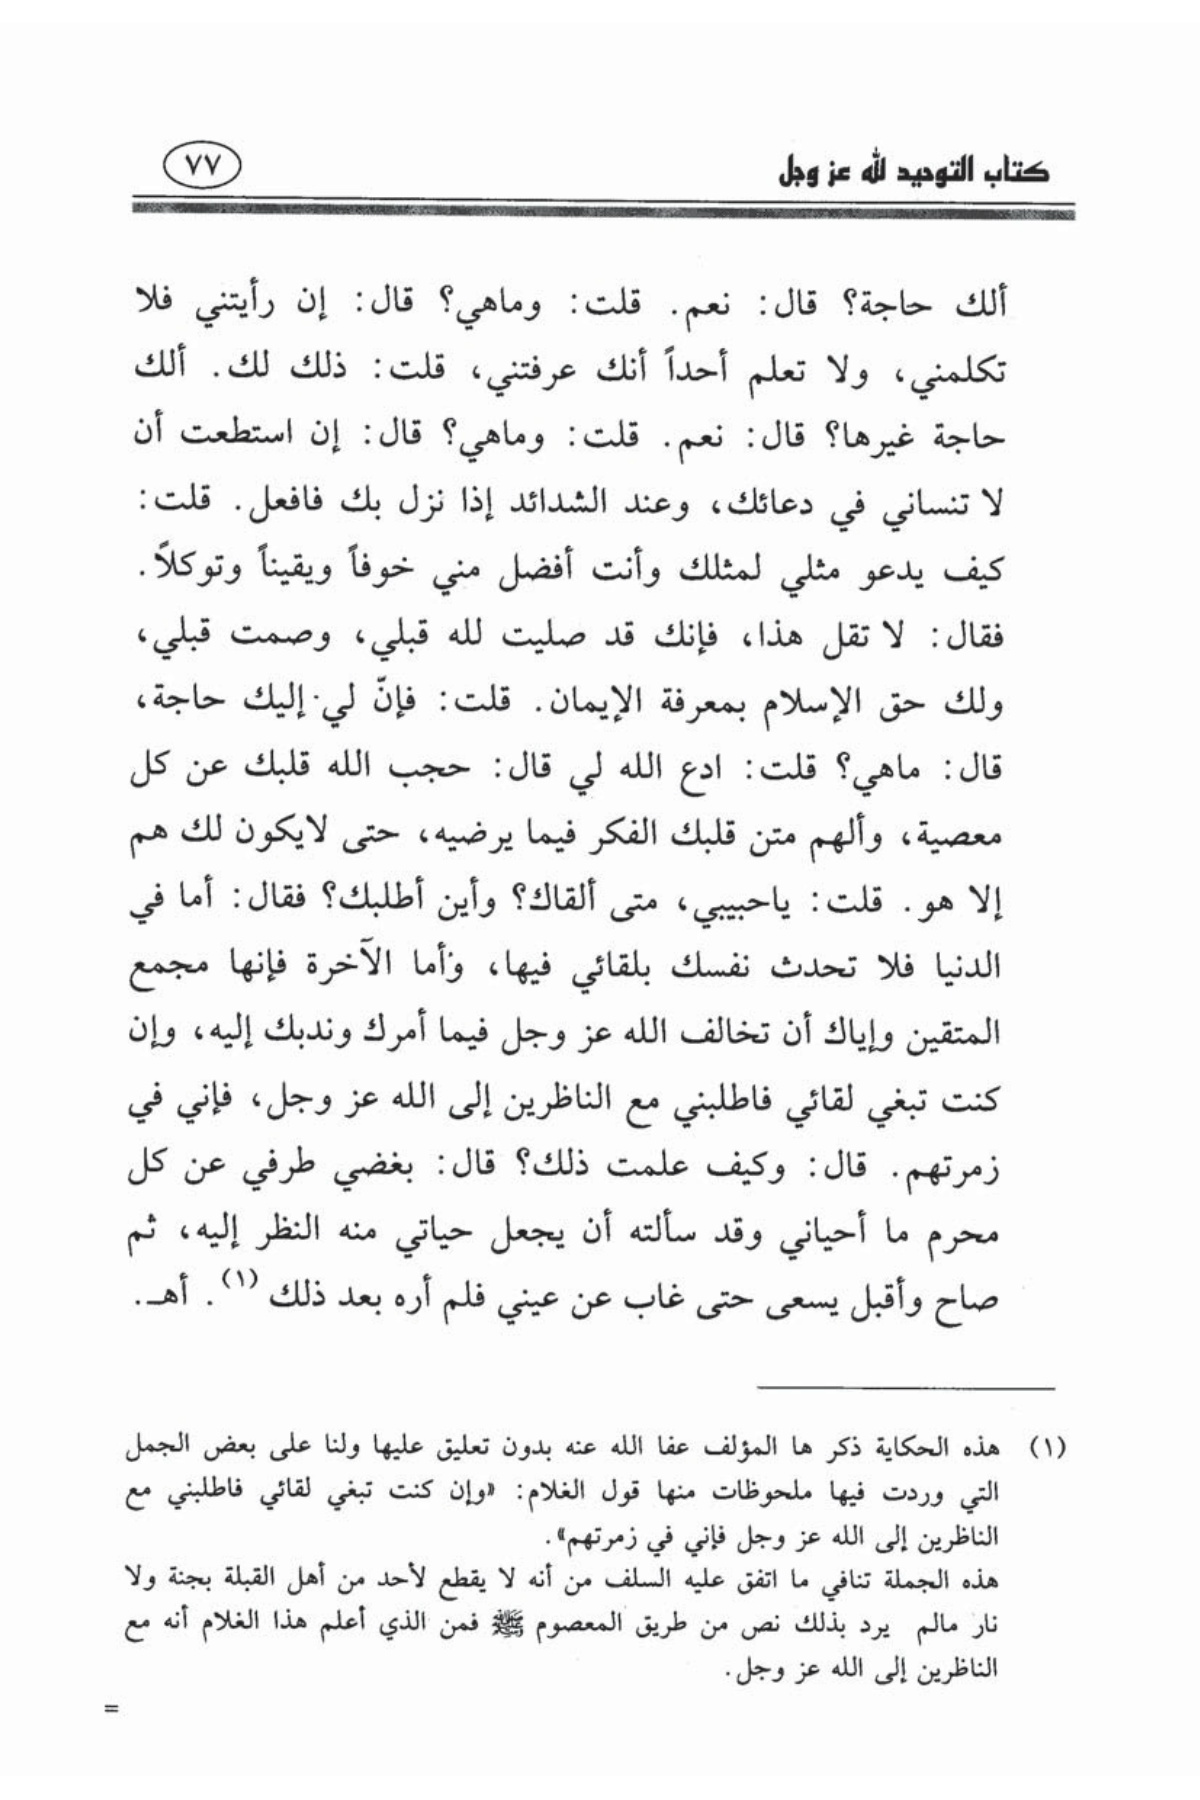 كتاب التوحيد لله عز وجل
٧٧
ألك حاجة؟ قال: نعم. قلت: وماهي؟ قال: إن رأيتني فلا
تكلمني، ولا تعلم أحداً أنك عرفتني، قلت: ذلك لك. ألك
حاجة غيرها؟ قال: نعم. قلت: وماهي؟ قال: إن استطعت أن
لا تنساني في دعائك، وعند الشدائد إذا نزل بك فافعل. قلت:
كيف يدعو مثلي لمثلك وأنت أفضل مني خوفاً ويقيناً وتوكلاً.
فقال: لا تقل هذا، فإنك قد صليت لله قبلي، وصمت قبلي،
ولك حق الإسلام بمعرفة الإيمان. قلت: فإنّ لي إليك حاجة،
قال: ماهي؟ قلت: ادع الله لي قال: حجب الله قلبك عن كل
معصية، وألهم متن قلبك الفكر فيما يرضيه، حتى لايكون لك هم
إلا هو. قلت: ياحبيبي، متى ألقاك؟ وأين أطلبك؟ فقال: أما في
الدنيا فلا تحدث نفسك بلقائي فيها، وأما الآخرة فإنها مجمع
المتقين وإياك أن تخالف الله عز وجل فيما أمرك وندبك إليه، وإن
كنت تبغي لقائي فاطلبني مع الناظرين إلى الله عز وجل، فإني في
زمرتهم. قال: وكيف علمت ذلك؟ قال: بغضي طرفي عن كل
محرم ما أحياني وقد سألته أن يجعل حياتي منه النظر إليه، ثم
صاح وأقبل يسعى حتى غاب عن عيني فلم أره بعد ذلك (١). أهـ.
(١) هذه الحكاية ذكر ها المؤلف عفا الله عنه بدون تعليق عليها ولنا على بعض الجمل
التي وردت فيها ملحوظات منها قول الغلام: «وإن كنت تبغي لقائي فاطلبني مع
الناظرين إلى الله عز وجل فإني في زمرتهم».
هذه الجملة تنافي ما اتفق عليه السلف من أنه لا يقطع لأحد من أهل القبلة بجنة ولا
نار مالم يرد بذلك نص من طريق المعصوم ﷺ فمن الذي أعلم هذا الغلام أنه مع
الناظرين إلى الله عز وجل.
=